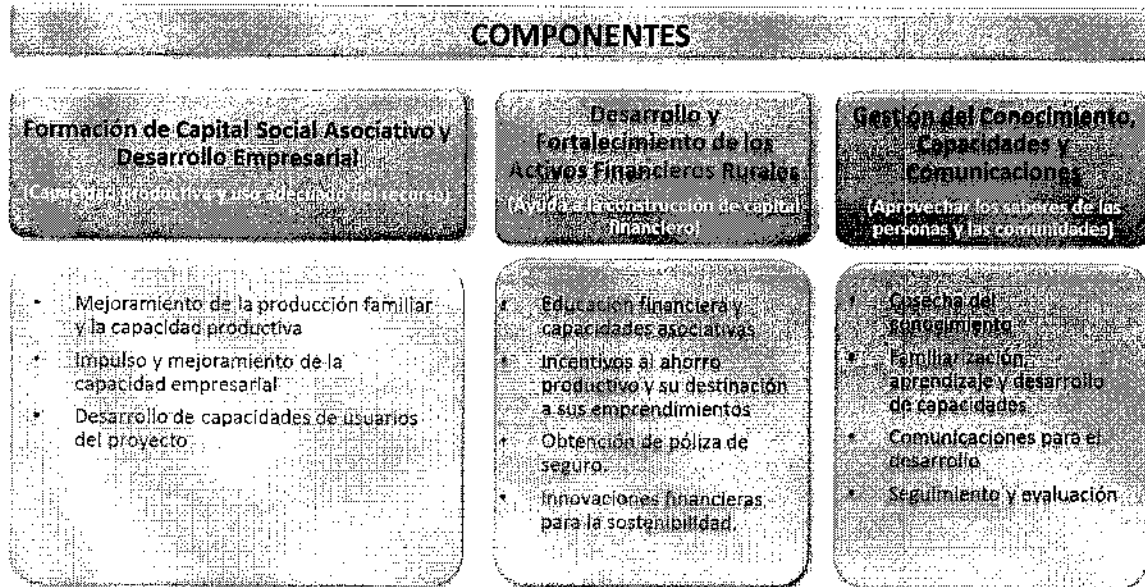 COMPONENTES
Formación de Capital Social Asociativo y
Desarrollo Empresarial
(Capacidad productiva y uso adecuado del recurso)
Mejoramiento de la producción familiar
y la capacidad productiva
Impulso y mejoramiento de la
capacidad empresarial
Desarrollo de capacidades de usuarios
del proyecto
Desarrollo y
Fortalecimiento de los
Activos Financieros Rurales
(Ayuda a la construcción de capital
financiero)
Educación financiera y
capacidades asociativas
Incentivos al ahorro
productivo y su destinación
a sus emprendimientos
Obtención de póliza de
seguro.
Innovaciones financieras
para la sostenibilidad.
Gestión del Conocimiento,
Capacidades y
Comunicaciones
(Aprovechar los saberes de las
personas y las comunidades)
Cosecha del
conocimiento
Familiarización,
aprendizaje y desarrollo
de capacidades
Comunicaciones para el
desarrollo
Seguimiento y evaluación